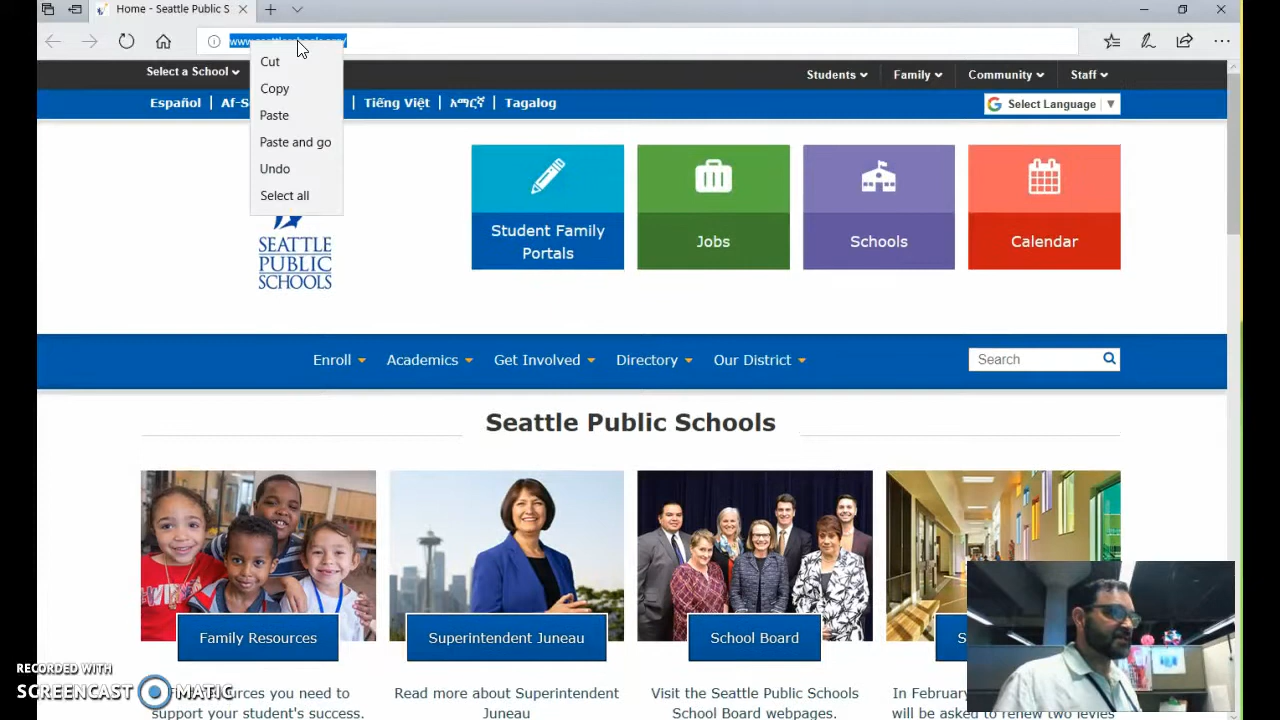 Home - Seattle Public S
Cut
Copy
Paste
Paste and go
Undo
Select all
Select a School
Students
Family
Community
Staff
Español
Tiếng Việt
አማርኛ
Tagalog
Select Language
SEATTLE
PUBLIC
SCHOOLS
Student Family
Portals
Jobs
Schools
Calendar
Enroll
Academics
Get Involved
Directory
Our District
Search
Seattle Public Schools
Family Resources
Superintendent Juneau
School Board
support your student's success.
Read more about Superintendent
Juneau
Visit the Seattle Public Schools
School Board webpages.
In February
will be asked to renew two levies
RECORDED WITH
SCREENCAST MATIC